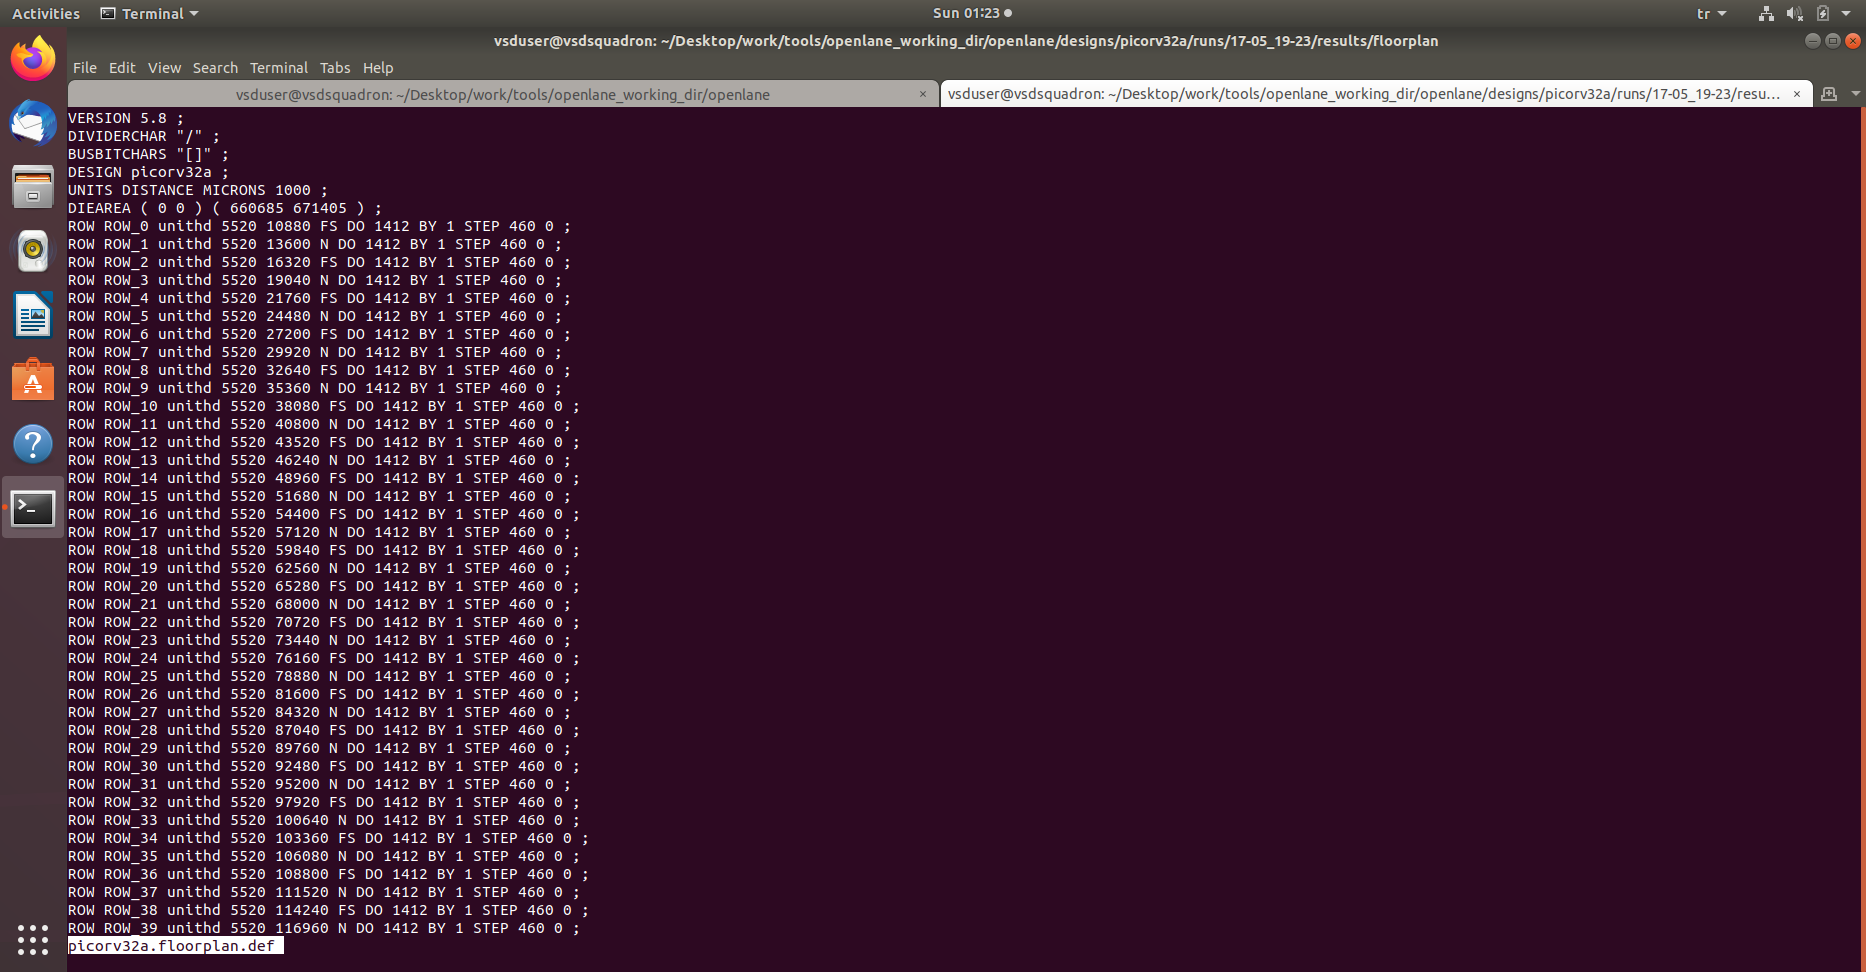 Activities
Terminal
Sun 01:23
tr
vsduser@vsdsquadron: ~/Desktop/work/tools/openlane_working_dir/openlane/designs/picorv32a/runs/17-05_19-23/results/floorplan
File Edit View Search Terminal Tabs Help
vsduser@vsdsquadron: ~/Desktop/work/tools/openlane_working_dir/openlane
vsduser@vsdsquadron: ~/Desktop/work/tools/openlane_working_dir/openlane/designs/picorv32a/runs/17-05_19-23/resu...
VERSION 5.8 ;
DIVIDERCHAR "/" ;
BUSBITCHARS "[]" ;
DESIGN picorv32a ;
UNITS DISTANCE MICRONS 1000 ;
DIEAREA ( 0 0 ) ( 660685 671405 ) ;
ROW ROW_0 unithd 5520 10880 FS DO 1412 BY 1 STEP 460 0 ;
ROW ROW_1 unithd 5520 13600 N DO 1412 BY 1 STEP 460 0 ;
ROW ROW_2 unithd 5520 16320 FS DO 1412 BY 1 STEP 460 0 ;
ROW ROW_3 unithd 5520 19040 N DO 1412 BY 1 STEP 460 0 ;
ROW ROW_4 unithd 5520 21760 FS DO 1412 BY 1 STEP 460 0 ;
ROW ROW_5 unithd 5520 24480 N DO 1412 BY 1 STEP 460 0 ;
ROW ROW_6 unithd 5520 27200 FS DO 1412 BY 1 STEP 460 0 ;
ROW ROW_7 unithd 5520 29920 N DO 1412 BY 1 STEP 460 0 ;
ROW ROW_8 unithd 5520 32640 FS DO 1412 BY 1 STEP 460 0 ;
ROW ROW_9 unithd 5520 35360 N DO 1412 BY 1 STEP 460 0 ;
ROW ROW_10 unithd 5520 38080 FS DO 1412 BY 1 STEP 460 0 ;
ROW ROW_11 unithd 5520 40800 N DO 1412 BY 1 STEP 460 0 ;
ROW ROW_12 unithd 5520 43520 FS DO 1412 BY 1 STEP 460 0 ;
ROW ROW_13 unithd 5520 46240 N DO 1412 BY 1 STEP 460 0 ;
ROW ROW_14 unithd 5520 48960 FS DO 1412 BY 1 STEP 460 0 ;
ROW ROW_15 unithd 5520 51680 N DO 1412 BY 1 STEP 460 0 ;
ROW ROW_16 unithd 5520 54400 FS DO 1412 BY 1 STEP 460 0 ;
ROW ROW_17 unithd 5520 57120 N DO 1412 BY 1 STEP 460 0 ;
ROW ROW_18 unithd 5520 59840 FS DO 1412 BY 1 STEP 460 0 ;
ROW ROW_19 unithd 5520 62560 N DO 1412 BY 1 STEP 460 0 ;
ROW ROW_20 unithd 5520 65280 FS DO 1412 BY 1 STEP 460 0 ;
ROW ROW_21 unithd 5520 68000 N DO 1412 BY 1 STEP 460 0 ;
ROW ROW_22 unithd 5520 70720 FS DO 1412 BY 1 STEP 460 0 ;
ROW ROW_23 unithd 5520 73440 N DO 1412 BY 1 STEP 460 0 ;
ROW ROW_24 unithd 5520 76160 FS DO 1412 BY 1 STEP 460 0 ;
ROW ROW_25 unithd 5520 78880 N DO 1412 BY 1 STEP 460 0 ;
ROW ROW_26 unithd 5520 81600 FS DO 1412 BY 1 STEP 460 0 ;
ROW ROW_27 unithd 5520 84320 N DO 1412 BY 1 STEP 460 0 ;
ROW ROW_28 unithd 5520 87040 FS DO 1412 BY 1 STEP 460 0 ;
ROW ROW_29 unithd 5520 89760 N DO 1412 BY 1 STEP 460 0 ;
ROW ROW_30 unithd 5520 92480 FS DO 1412 BY 1 STEP 460 0 ;
ROW ROW_31 unithd 5520 95200 N DO 1412 BY 1 STEP 460 0 ;
ROW ROW_32 unithd 5520 97920 FS DO 1412 BY 1 STEP 460 0 ;
ROW ROW_33 unithd 5520 100640 N DO 1412 BY 1 STEP 460 0 ;
ROW ROW_34 unithd 5520 103360 FS DO 1412 BY 1 STEP 460 0 ;
ROW ROW_35 unithd 5520 106080 N DO 1412 BY 1 STEP 460 0 ;
ROW ROW_36 unithd 5520 108800 FS DO 1412 BY 1 STEP 460 0 ;
ROW ROW_37 unithd 5520 111520 N DO 1412 BY 1 STEP 460 0 ;
ROW ROW_38 unithd 5520 114240 FS DO 1412 BY 1 STEP 460 0 ;
ROW ROW_39 unithd 5520 116960 N DO 1412 BY 1 STEP 460 0 ;
picorv32a.floorplan.def